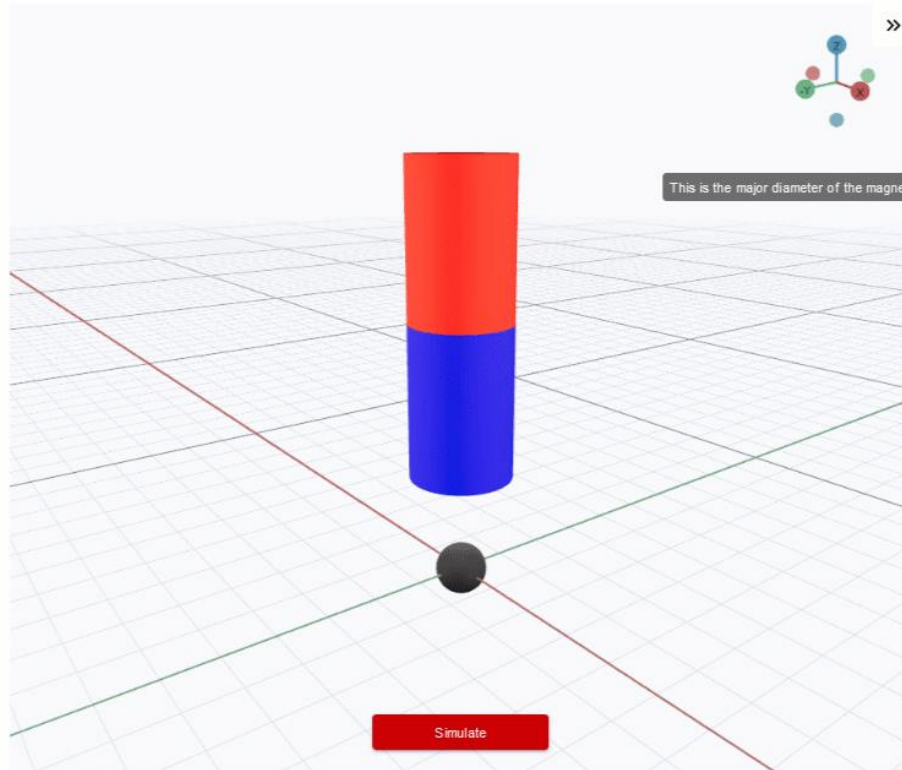 »
Z
-Y
X
This is the major diameter of the magne
Simulate